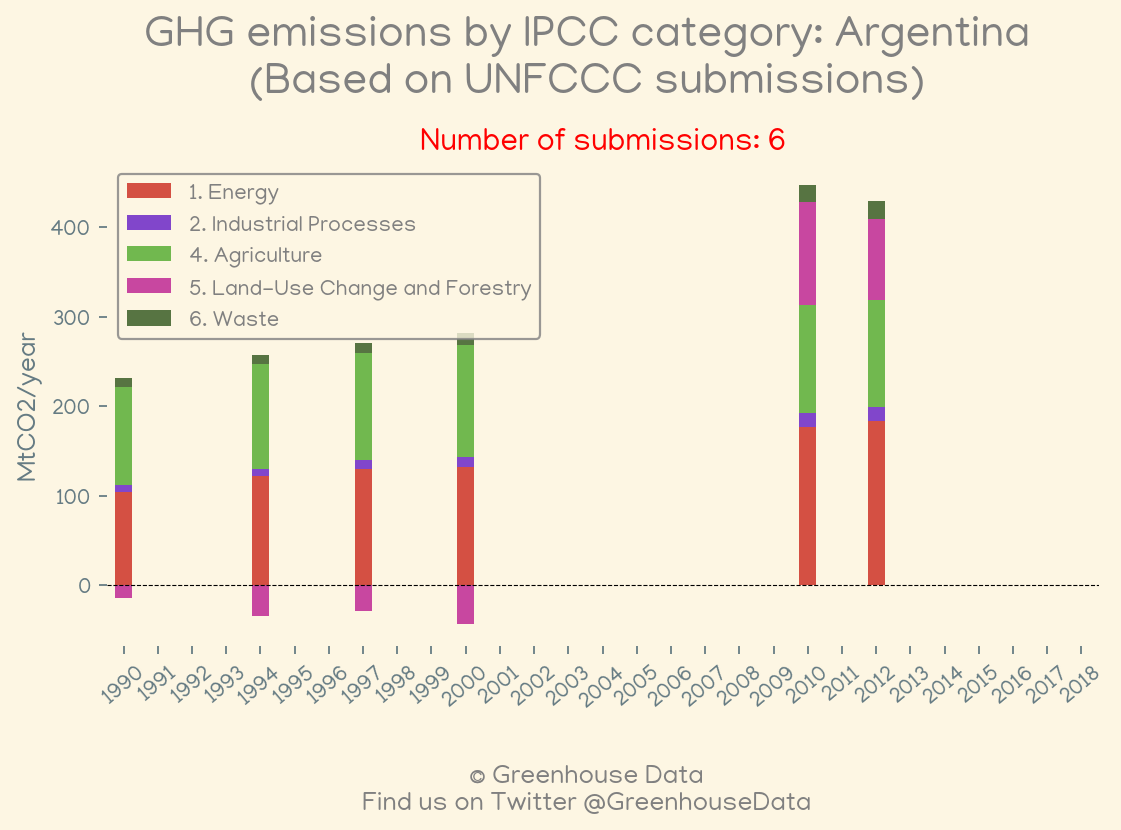 GHG emissions by IPCC category: Argentina
(Based on UNFCCC submissions)
Number of submissions: 6
1. Energy
2. Industrial Processes
4. Agriculture
5. Land-Use Change and Forestry
6. Waste
MtCO2/year
400
300
200
100
0
1990 1991 1992 1993 1994 1995 1996 1997 1998 1999 2000 2001 2002 2003 2004 2005 2006 2007 2008 2009 2010 2011 2012 2013 2014 2015 2016 2017 2018
© Greenhouse Data
Find us on Twitter @GreenhouseData